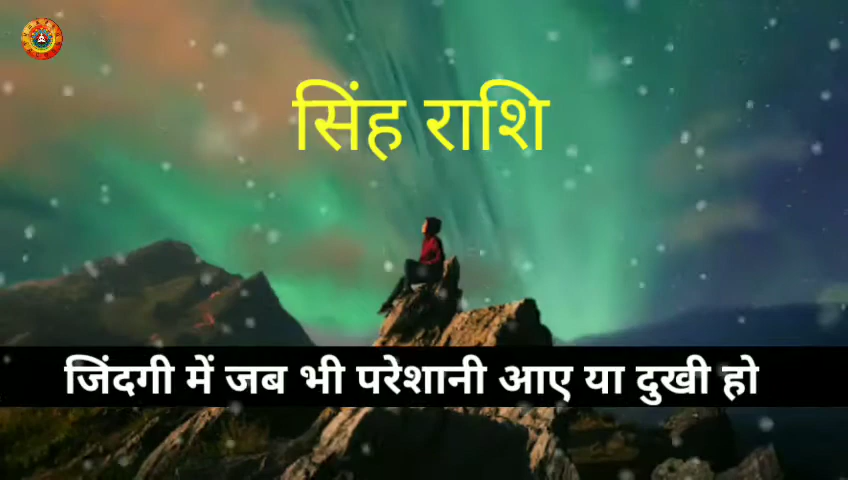 सिंह राशि
जिंदगी में जब भी परेशानी आए या दुखी हो